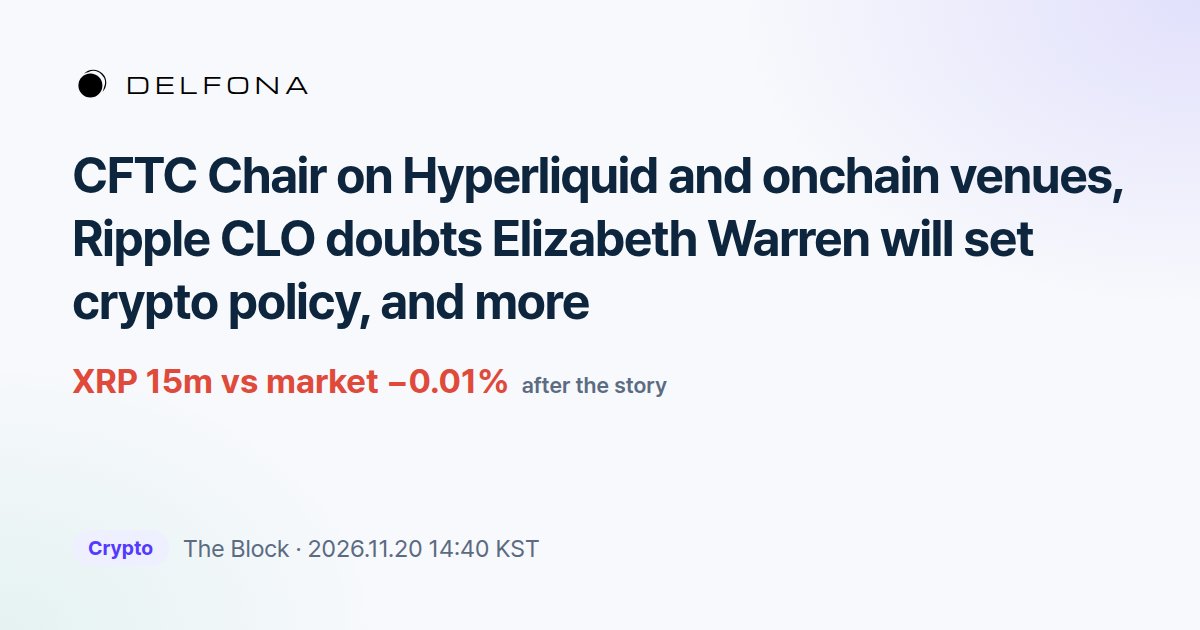 DELFONA
CFTC Chair on Hyperliquid and onchain venues,
Ripple CLO doubts Elizabeth Warren will set
crypto policy, and more
XRP 15m vs market −0.01% after the story
Crypto The Block · 2026.11.20 14:40 KST